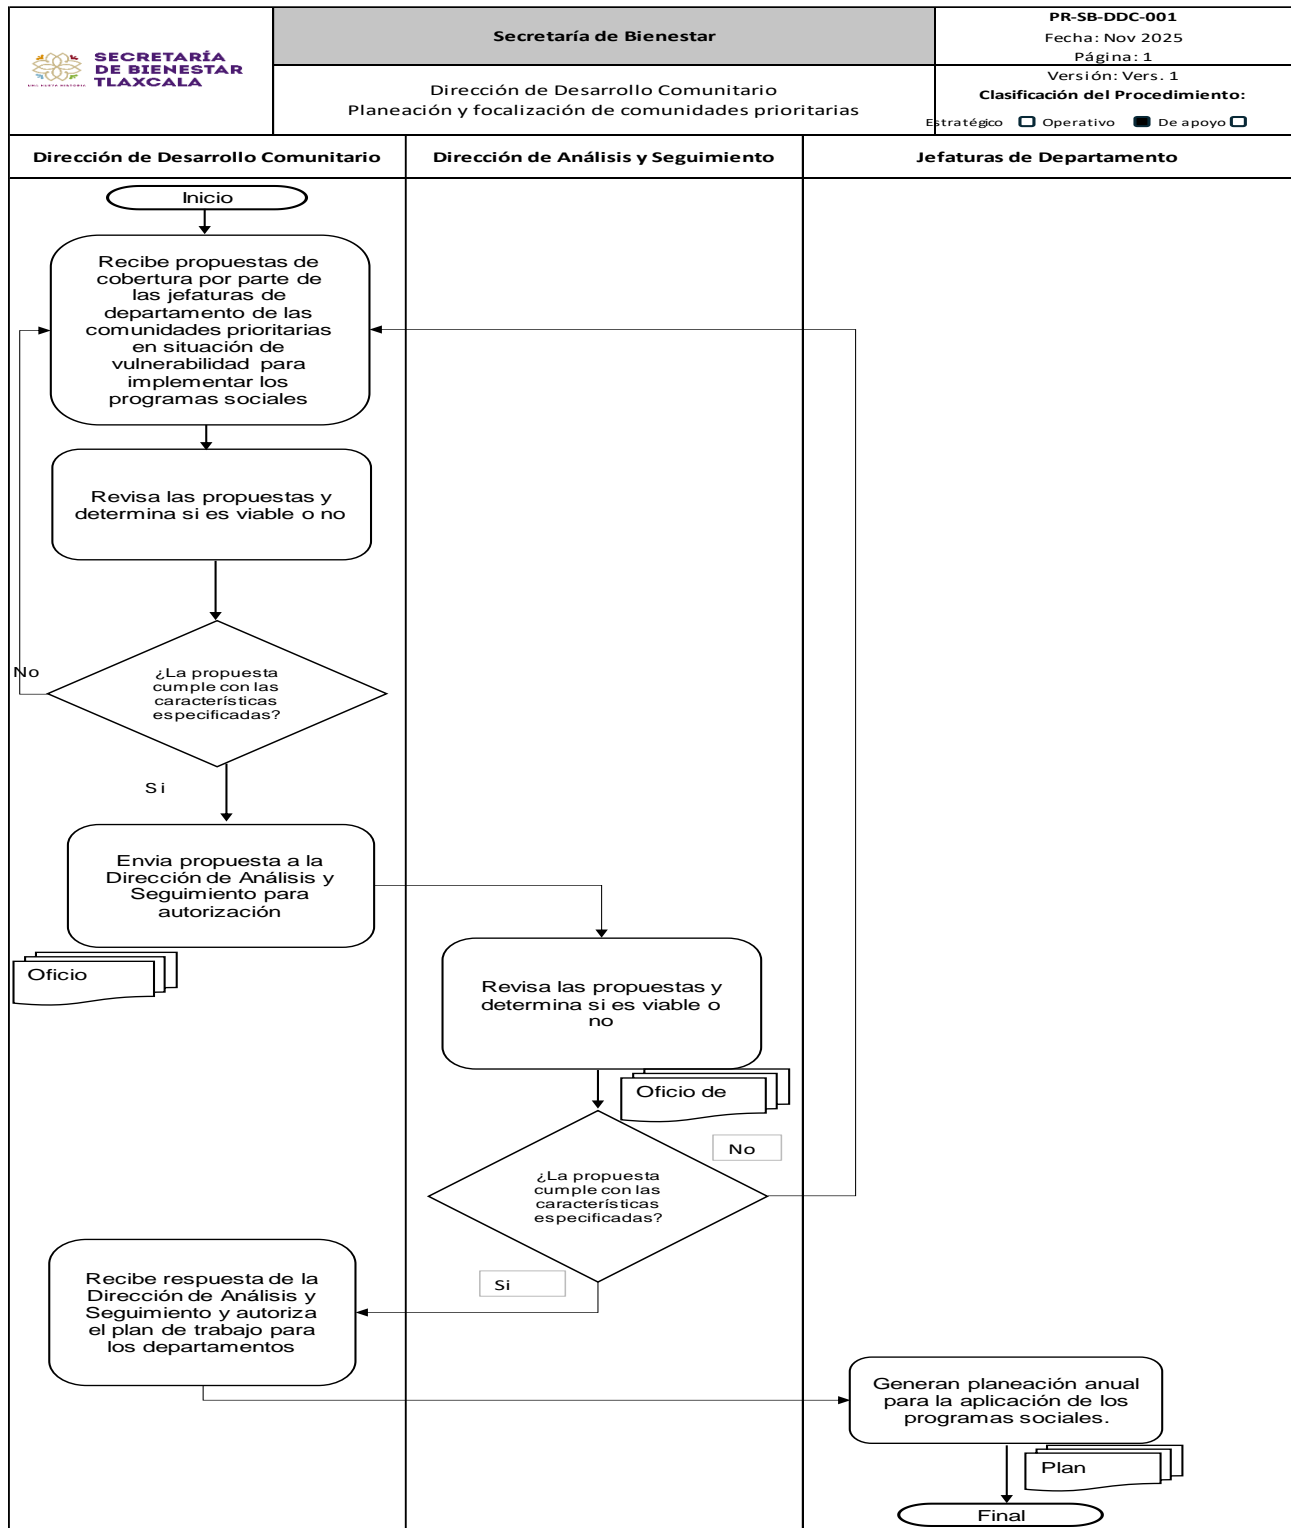 SECRETARÍA
DE BIENESTAR
TLAXCALA
UNA NUEVA HISTORIA
Secretaría de Bienestar
Dirección de Desarrollo Comunitario
Planeación y focalización de comunidades prioritarias
PR-SB-DDC-001
Fecha: Nov 2025
Página: 1
Versión: Vers. 1
Clasificación del Procedimiento:
Estratégico Operativo De apoyo
Dirección de Desarrollo Comunitario
Dirección de Análisis y Seguimiento
Jefaturas de Departamento
Inicio
Recibe propuestas de
cobertura por parte de
las jefaturas de
departamento de las
comunidades prioritarias
en situación de
vulnerabilidad para
implementar los
programas sociales
Revisa las propuestas y
determina si es viable o no
No
¿La propuesta
cumple con las
características
especificadas?
Si
Envia propuesta a la
Dirección de Análisis y
Seguimiento para
autorización
Oficio
Revisa las propuestas y
determina si es viable o
no
Oficio de
No
¿La propuesta
cumple con las
características
especificadas?
Si
Recibe respuesta de la
Dirección de Análisis y
Seguimiento y autoriza
el plan de trabajo para
los departamentos
Generan planeación anual
para la aplicación de los
programas sociales.
Plan
Final